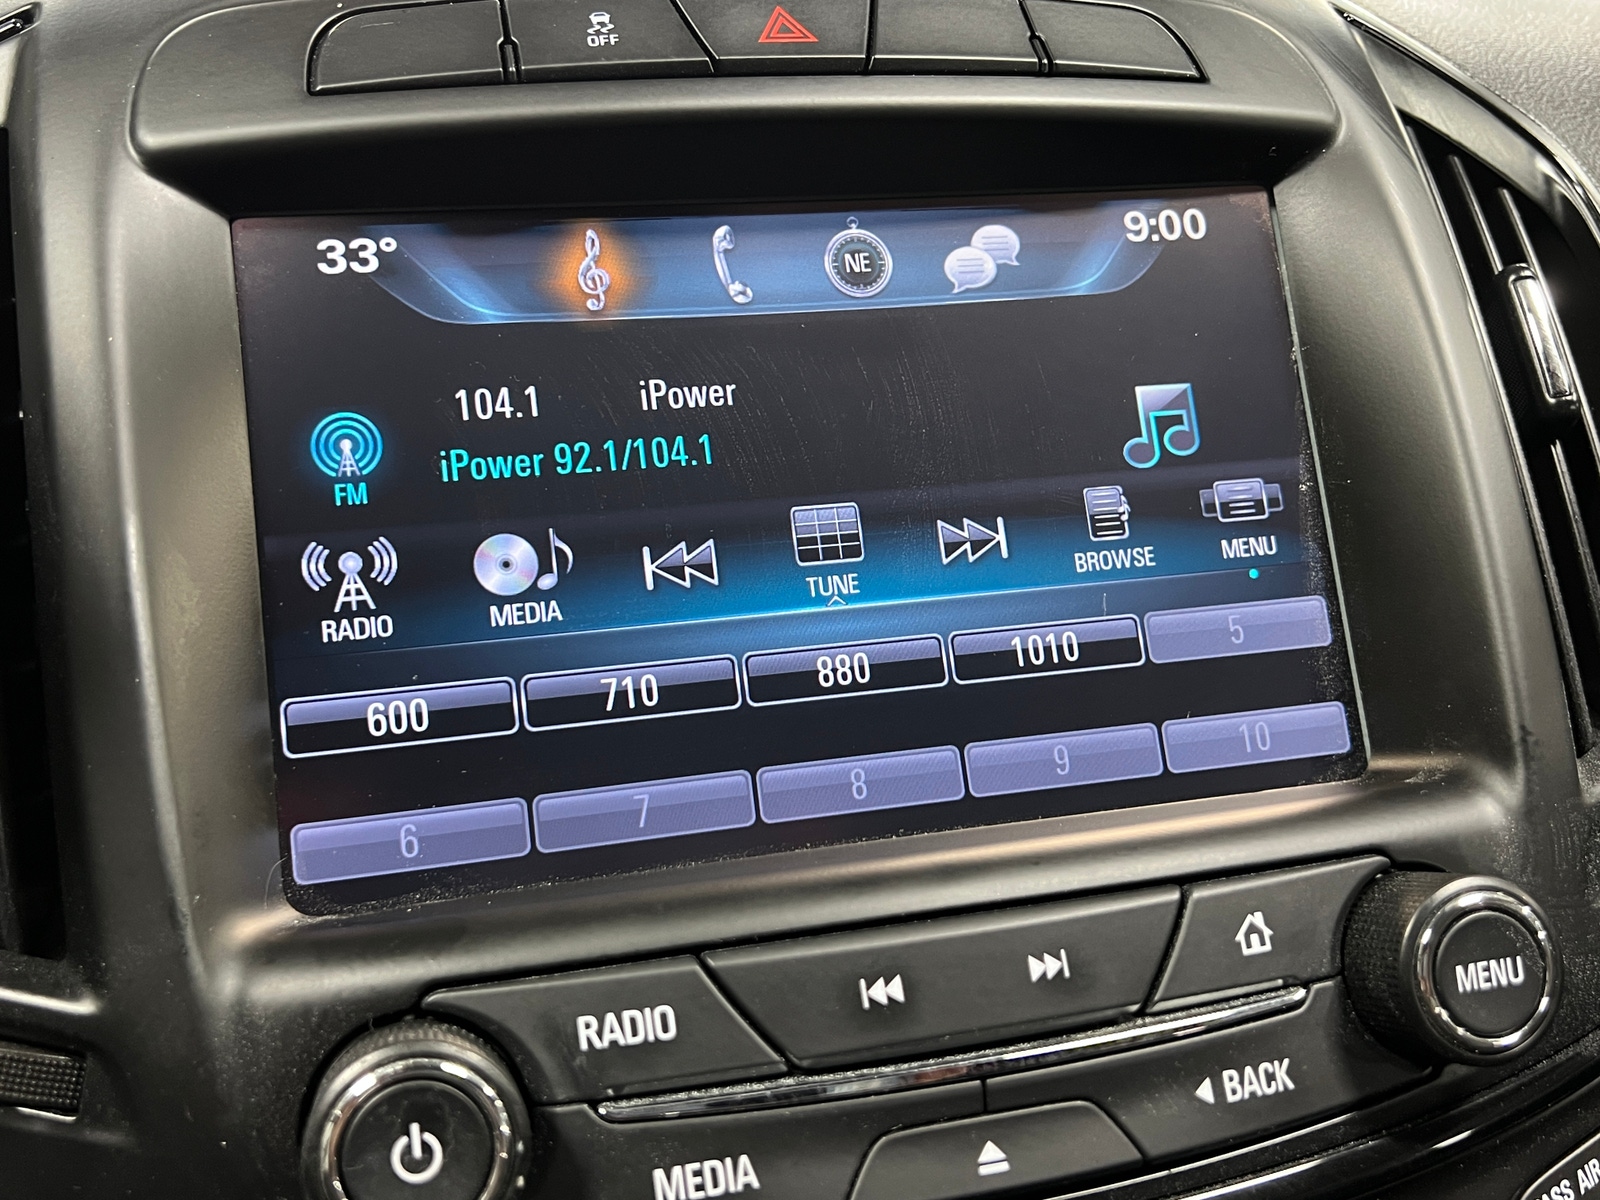 OFF
33°
NE
9:00
104.1 iPower
iPower 92.1/104.1
FM
RADIO MEDIA TUNE BROWSE MENU
600 710 880 1010 5
6 7 8 9 10
RADIO
MENU
BACK
MEDIA
AIR